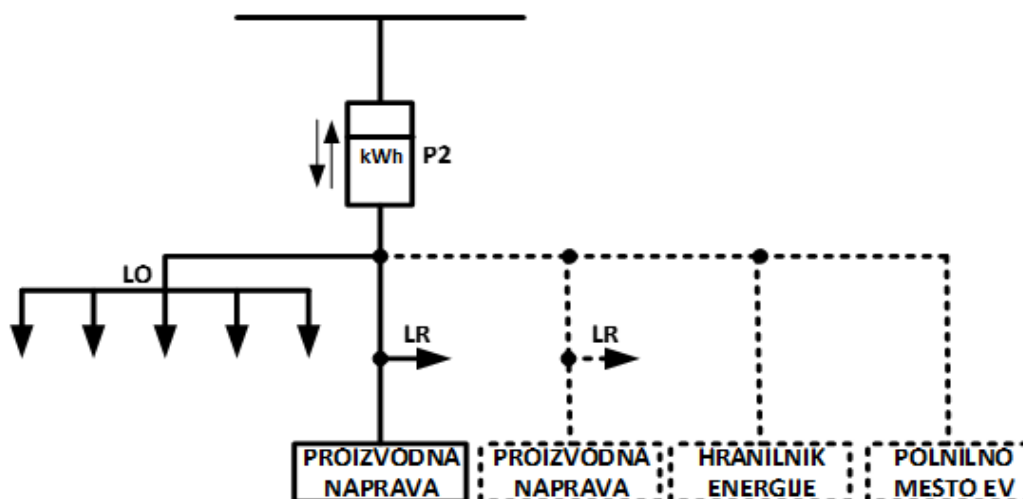 kWh P2
LO
LR LR
PROIZVODNA
NAPRAVA
PROIZVODNA
NAPRAVA
HRANILNIK
ENERGIJE
POLNILNO
MESTO EV